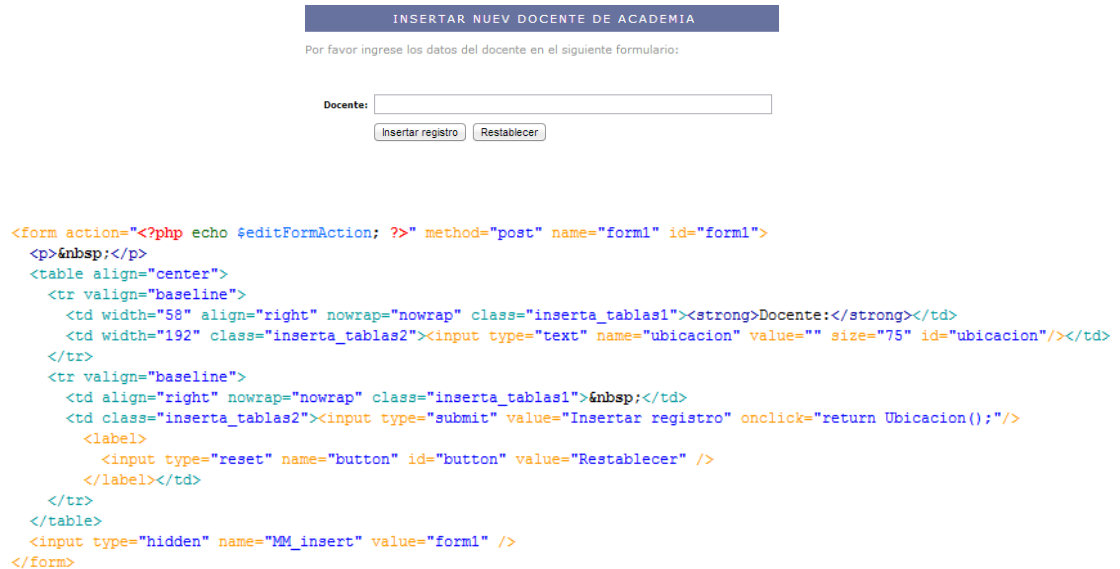 INSERTAR NUEV DOCENTE DE ACADEMIA
Por favor ingrese los datos del docente en el siguiente formulario:
Docente:
Insertar registro Restablecer
<form action="<?php echo $editFormAction; ?>" method="post" name="form1" id="form1">
<p>&nbsp;</p>
<table align="center">
<tr valign="baseline">
<td width="58" align="right" nowrap="nowrap" class="inserta_tablas1"><strong>Docente:</strong></td>
<td width="192" class="inserta_tablas2"><input type="text" name="ubicacion" value="" size="75" id="ubicacion"/></td>
</tr>
<tr valign="baseline">
<td align="right" nowrap="nowrap" class="inserta_tablas1">&nbsp;</td>
<td class="inserta_tablas2"><input type="submit" value="Insertar registro" onclick="return Ubicacion();"/>
<label>
<input type="reset" name="button" id="button" value="Restablecer" />
</label></td>
</tr>
</table>
<input type="hidden" name="MM_insert" value="form1" />
</form>